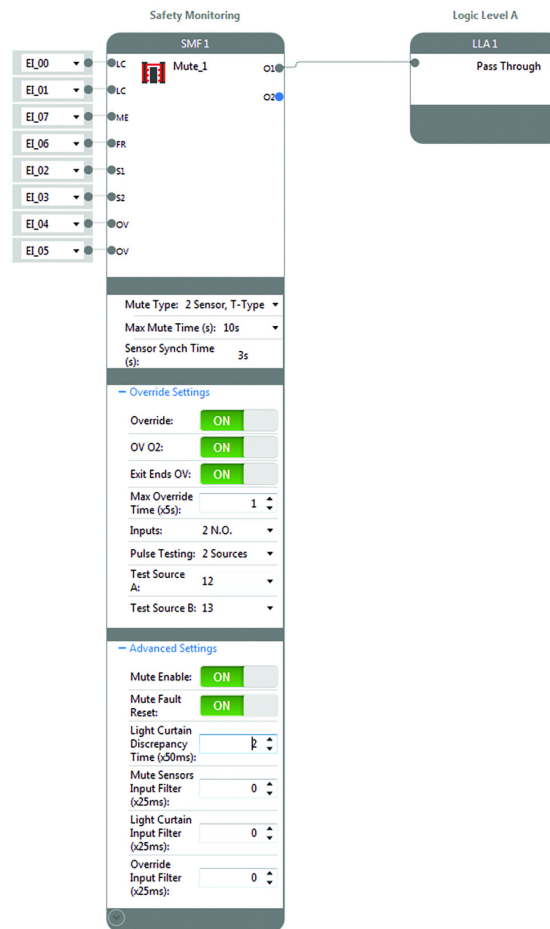 Safety Monitoring
Logic Level A
SMF 1
LLA 1
EI_00
LC
Mute_1
O1
Pass Through
EI_01
LC
O2
EI_07
ME
EI_06
FR
EI_02
S1
EI_03
S2
EI_04
OV
EI_05
OV
Mute Type: 2 Sensor, T-Type
Max Mute Time (s): 10s
Sensor Synch Time
(s):
3s
Override Settings
Override:
ON
OV O2:
ON
Exit Ends OV:
ON
Max Override
Time (x5s):
1
Inputs:
2 N.O.
Pulse Testing: 2 Sources
Test Source
A:
12
Test Source B: 13
Advanced Settings
Mute Enable:
ON
Mute Fault
Reset:
ON
Light Curtain
Discrepancy
Time (x50ms):
2
Mute Sensors
Input Filter
(x25ms):
0
Light Curtain
Input Filter
(x25ms):
0
Override
Input Filter
(x25ms):
0